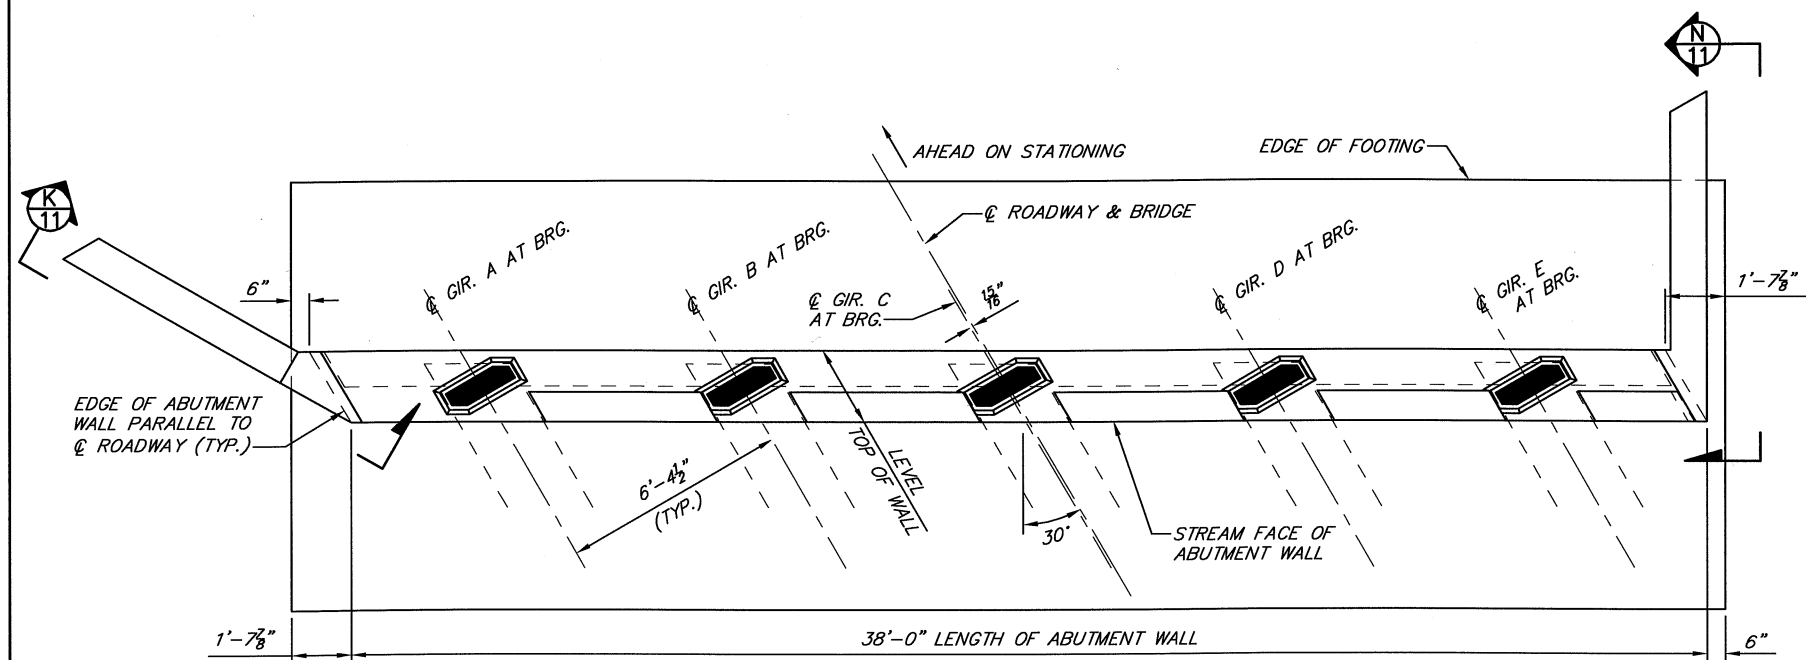 N
11
AHEAD ON STATIONING
EDGE OF FOOTING
K
11
℄ ROADWAY & BRIDGE
℄ GIR. A AT BRG.
℄ GIR. B AT BRG.
℄ GIR. D AT BRG.
℄ GIR. E
AT BRG.
6"
℄ GIR. C
AT BRG.
15/16"
1'-7⅞"
EDGE OF ABUTMENT
WALL PARALLEL TO
℄ ROADWAY (TYP.)
LEVEL
TOP OF WALL
6'-4½"
(TYP.)
30°
STREAM FACE OF
ABUTMENT WALL
1'-7⅞"
38'-0" LENGTH OF ABUTMENT WALL
6"